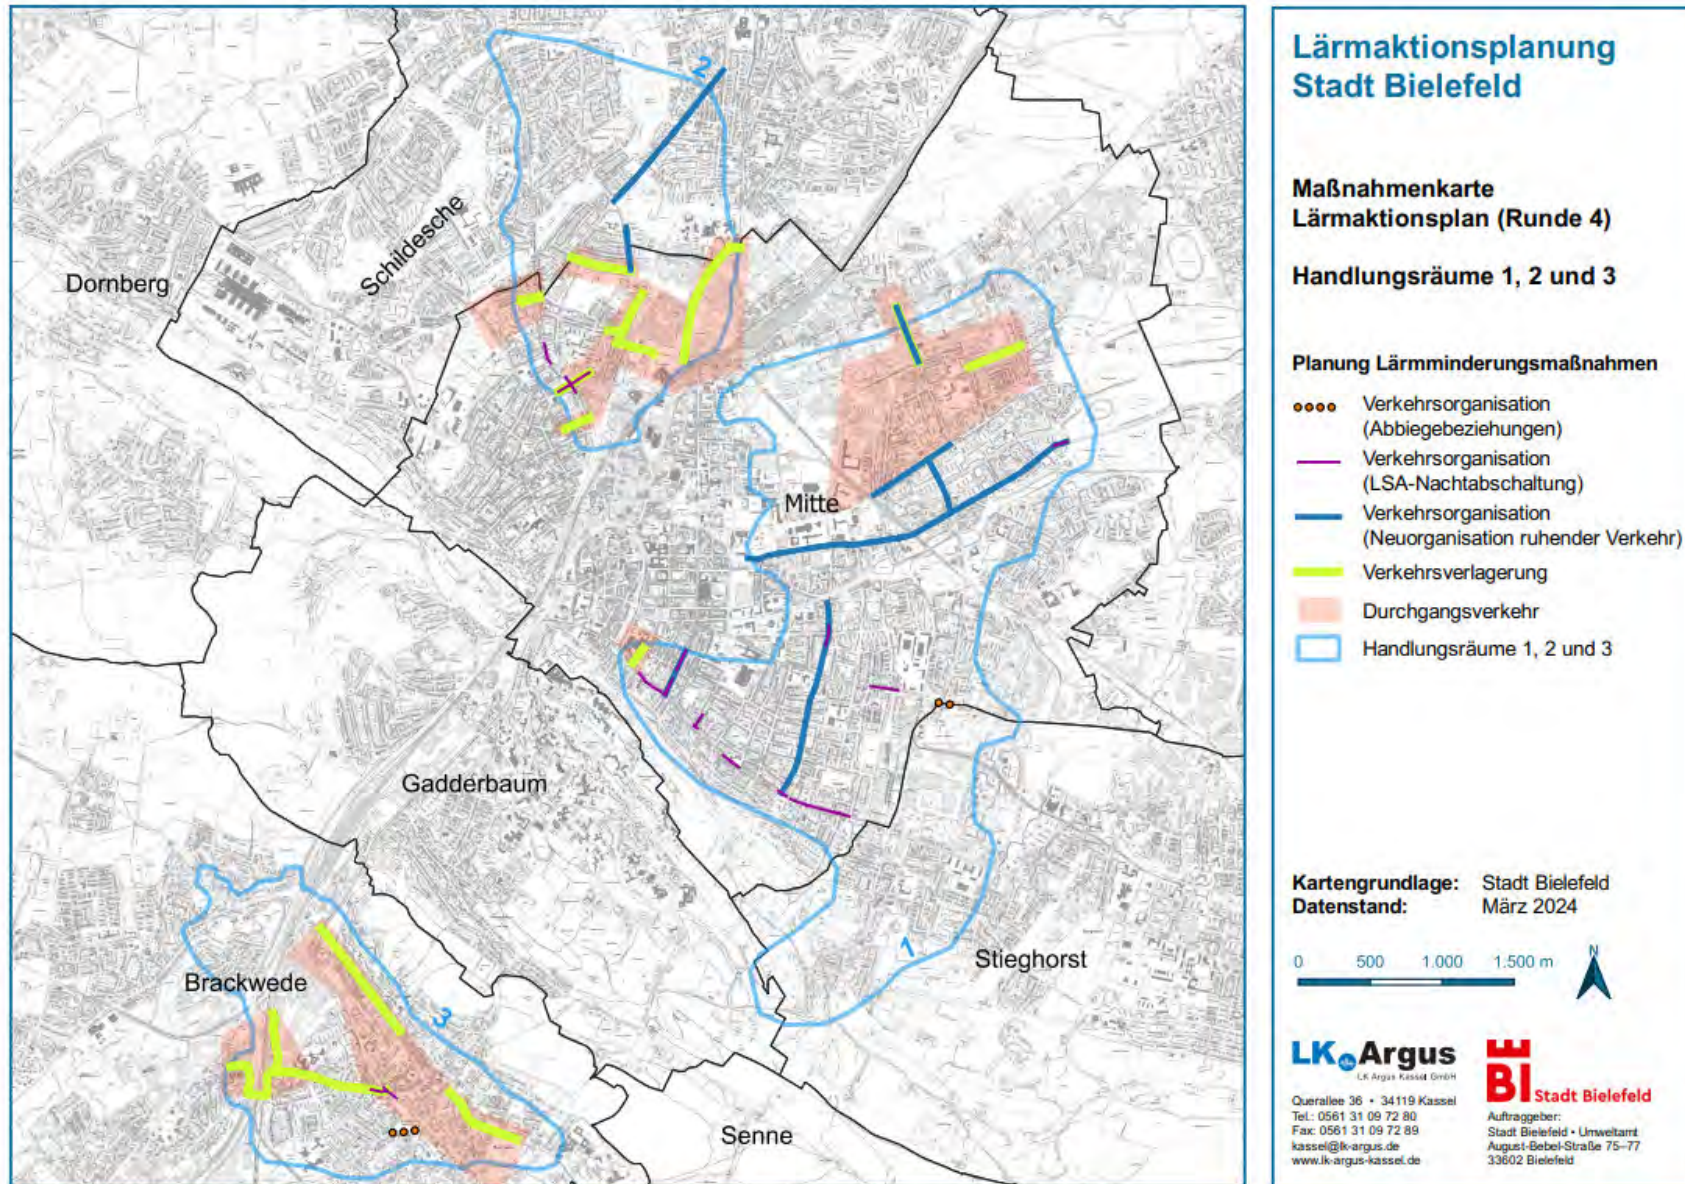 Lärmaktionsplanung
Stadt Bielefeld
Maßnahmenkarte
Lärmaktionsplan (Runde 4)
Handlungsräume 1, 2 und 3
Planung Lärmminderungsmaßnahmen
Verkehrsorganisation
(Abbiegebeziehungen)
Verkehrsorganisation
(LSA-Nachtabschaltung)
Verkehrsorganisation
(Neuorganisation ruhender Verkehr)
Verkehrsverlagerung
Durchgangsverkehr
Handlungsräume 1, 2 und 3
Kartengrundlage: Stadt Bielefeld
Datenstand: März 2024
0 500 1.000 1.500 m
N
LK Argus
LK Argus Kassel GmbH
Querallee 36 • 34119 Kassel
Tel.: 0561 31 09 72 80
Fax: 0561 31 09 72 89
kassel@lk-argus.de
www.lk-argus-kassel.de
BI Stadt Bielefeld
Auftraggeber:
Stadt Bielefeld • Umweltamt
August-Bebel-Straße 75–77
33602 Bielefeld
2
Schildesche
Dornberg
Mitte
Gadderbaum
1
Stieghorst
Brackwede
3
Senne